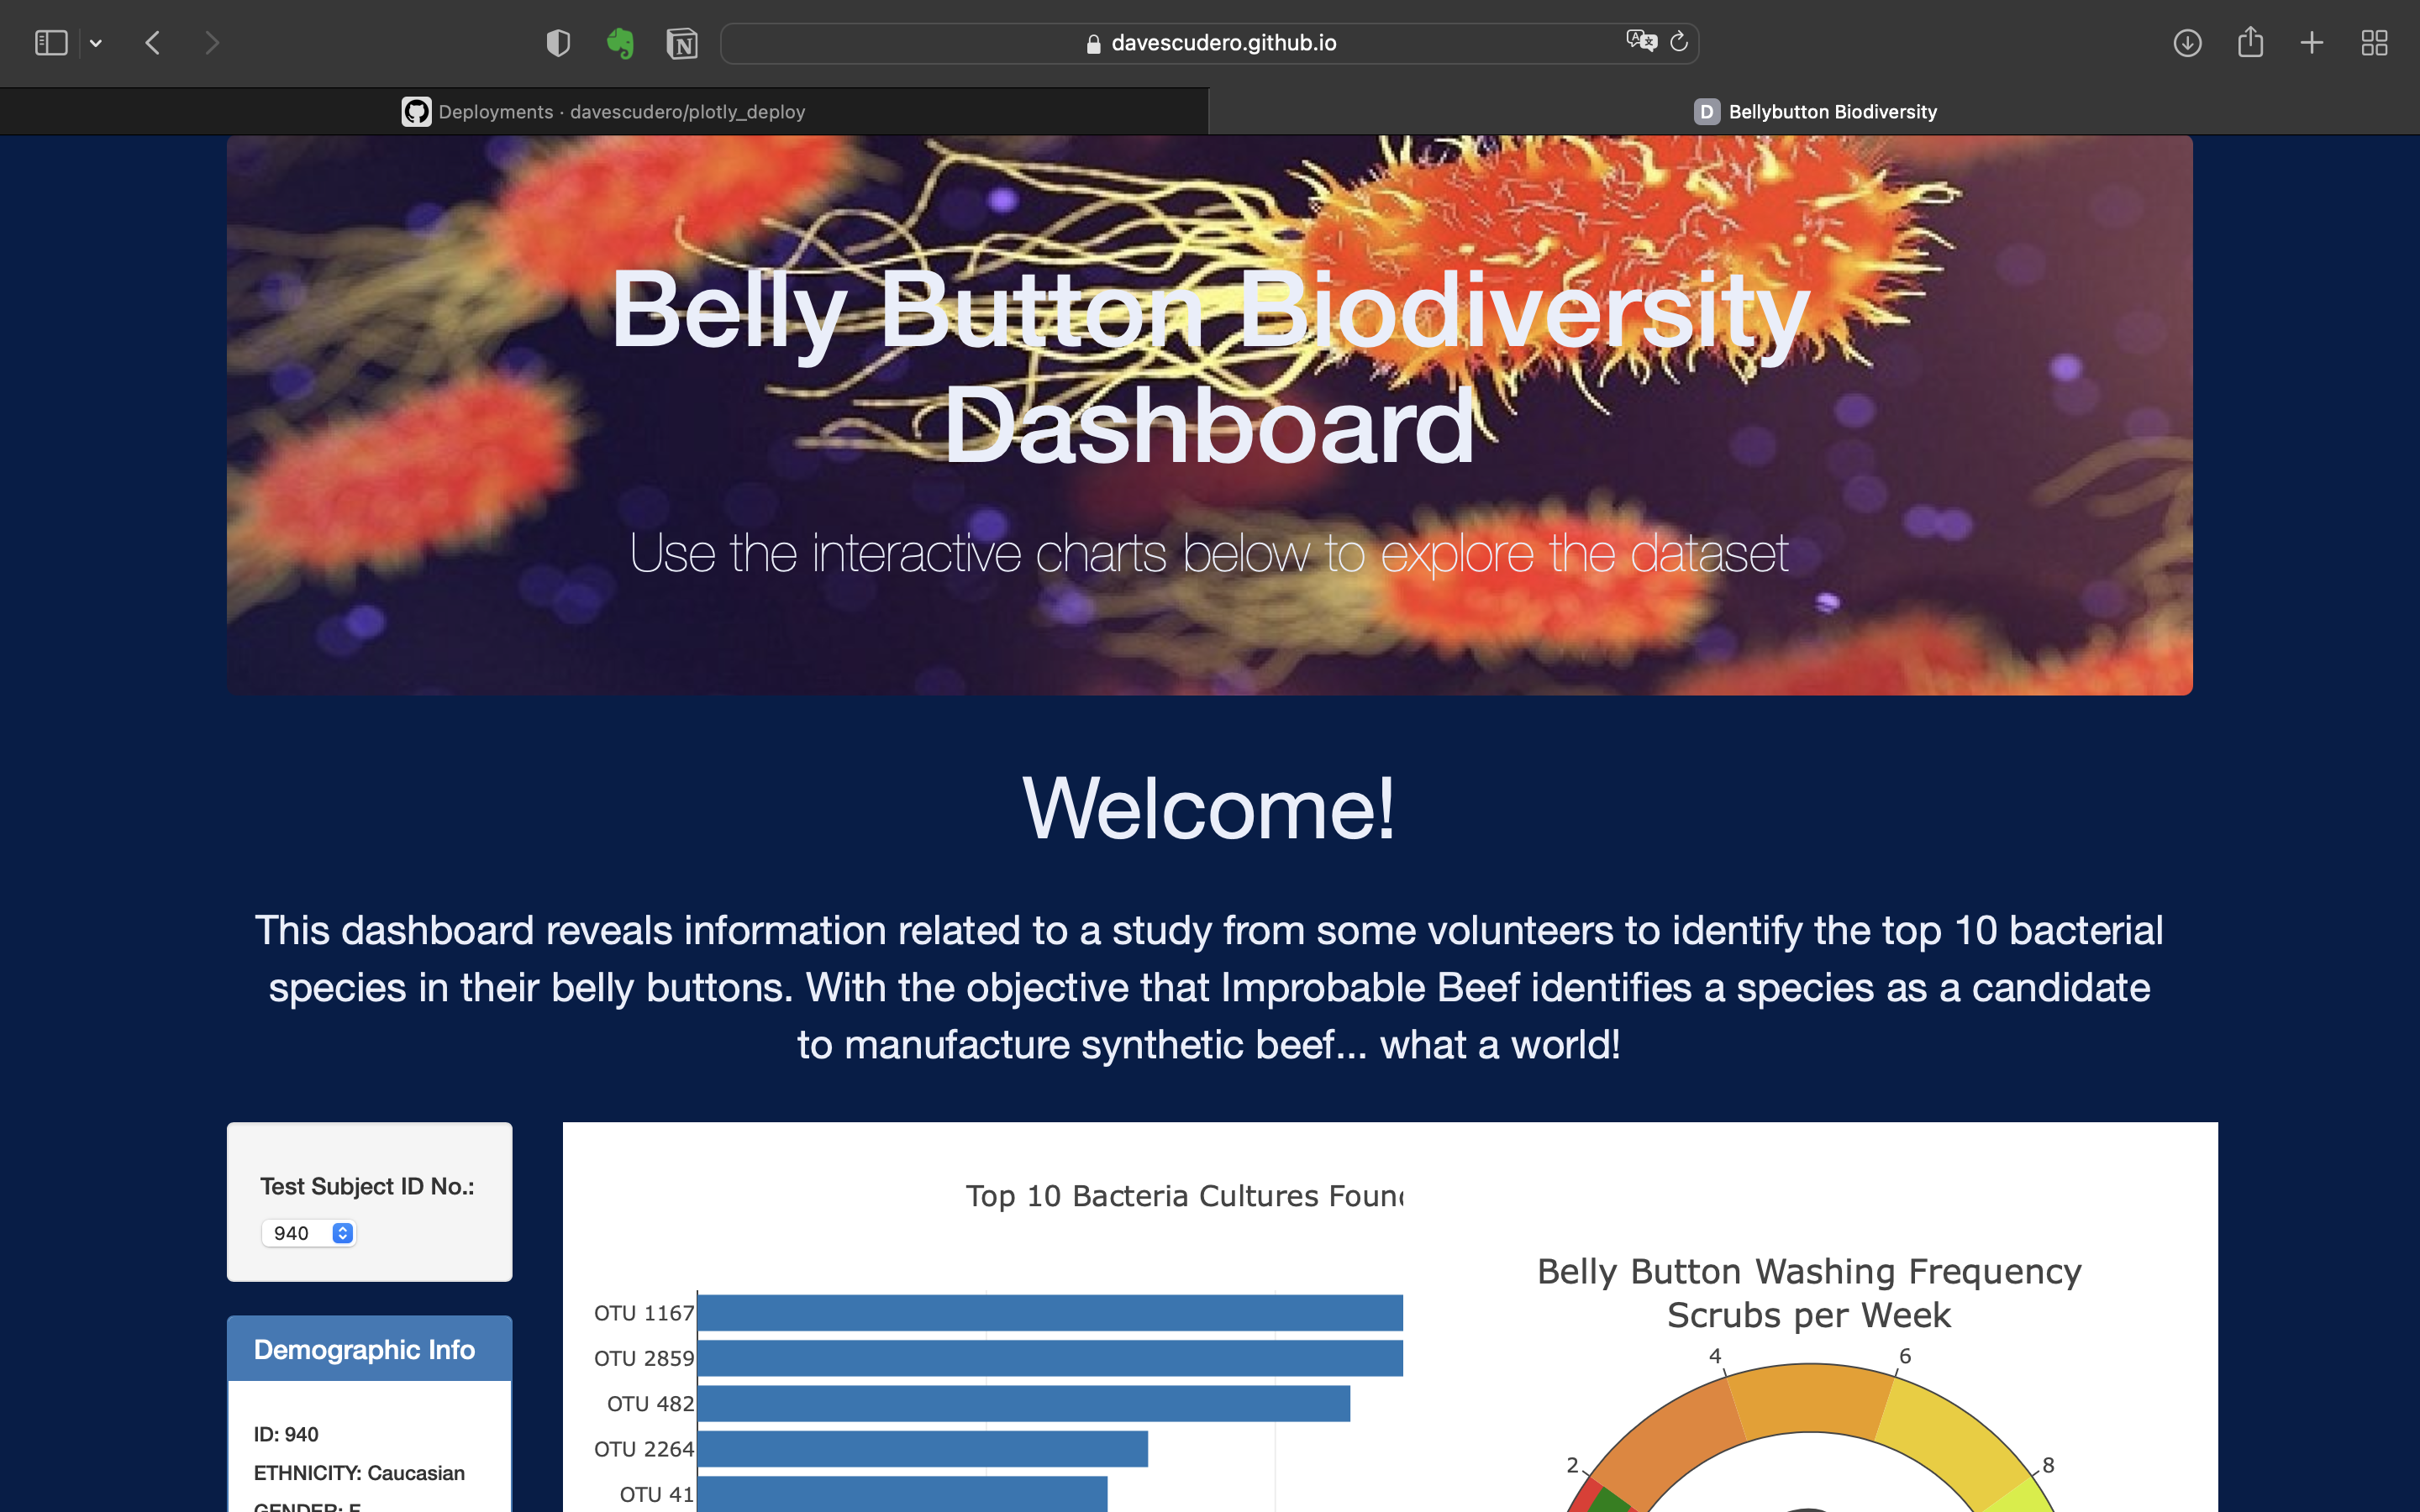 davescudero.github.io
Deployments · davescudero/plotly_deploy
D Bellybutton Biodiversity
Belly Button Biodiversity
Dashboard
Use the interactive charts below to explore the dataset
Welcome!
This dashboard reveals information related to a study from some volunteers to identify the top 10 bacterial
species in their belly buttons. With the objective that Improbable Beef identifies a species as a candidate
to manufacture synthetic beef... what a world!
Test Subject ID No.:
940
Demographic Info
ID: 940
ETHNICITY: Caucasian
GENDER: F
Top 10 Bacteria Cultures
OTU 1167
OTU 2859
OTU 482
OTU 2264
OTU 41
Belly Button Washing Frequency
Scrubs per Week
4
6
2
8